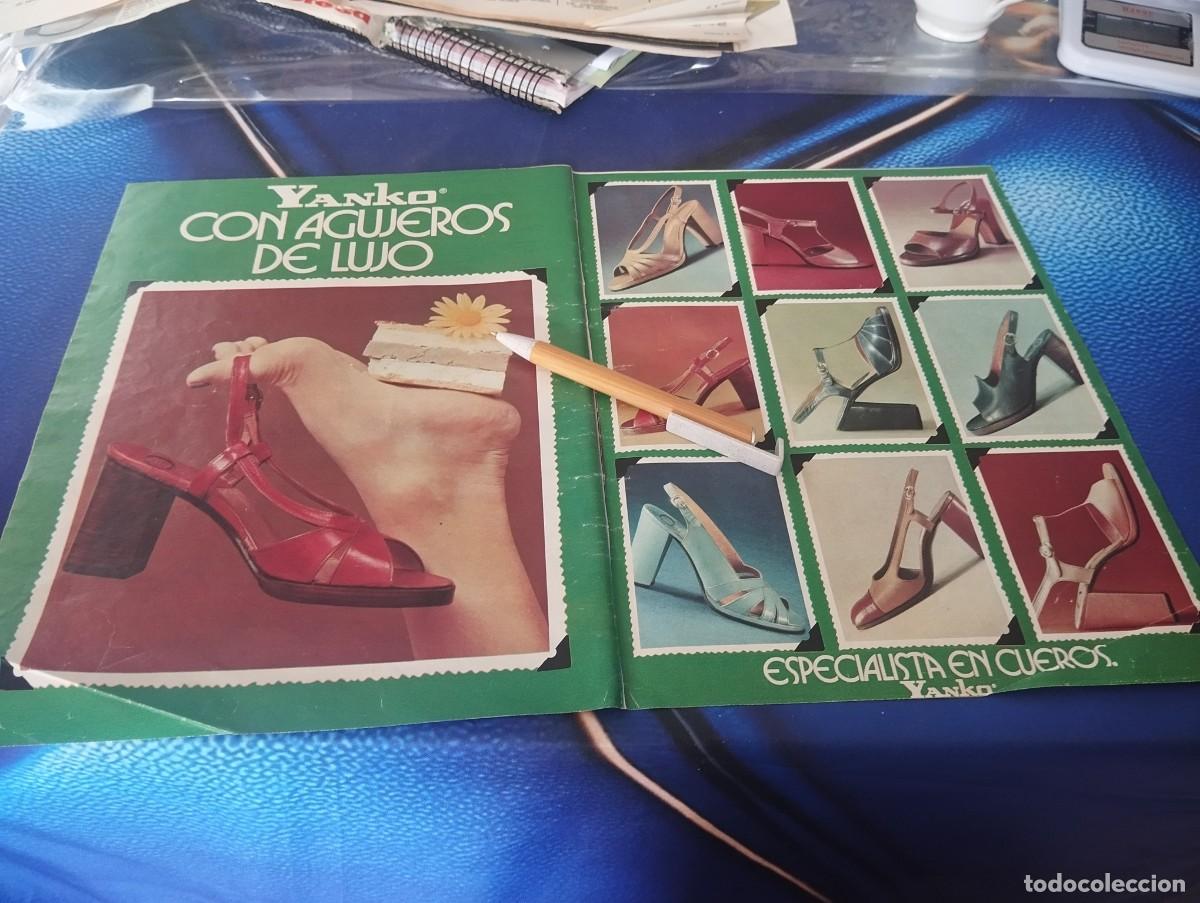 YANKO®
CON AGUJEROS
DE LUJO
ESPECIALISTA EN CUEROS.
YANKO®
todocoleccion